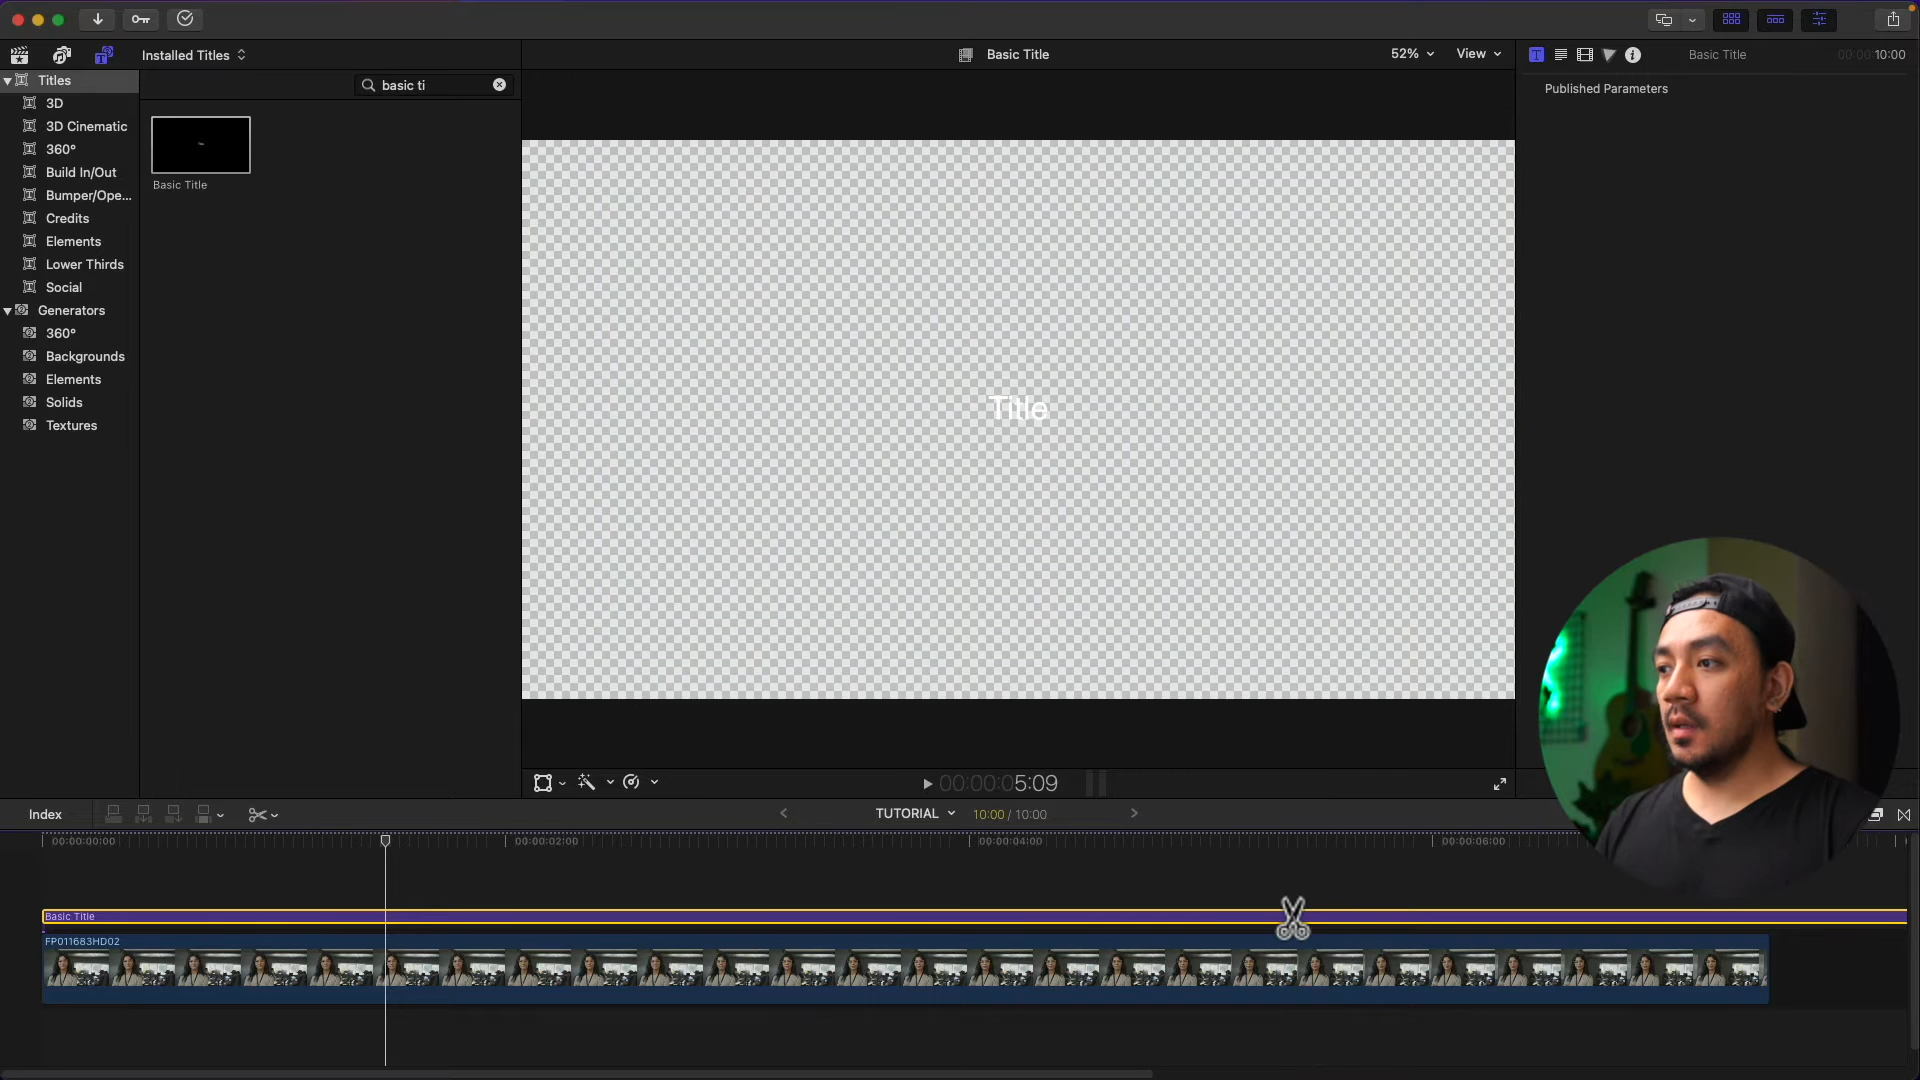 Installed Titles
Basic Title
52%
View
Basic Title
00:00:10:00
Titles
basic ti
Published Parameters
3D
3D Cinematic
360°
Build In/Out
Basic Title
Bumper/Ope...
Credits
Elements
Lower Thirds
Social
Generators
360°
Backgrounds
Elements
Solids
Textures
Title
00:00:05:09
Index
TUTORIAL
10:00 / 10:00
00:00:00:00
00:00:02:00
00:00:04:00
00:00:06:00
Basic Title
FP011683HD02